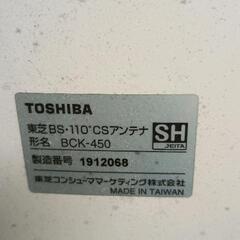 TOSHIBA
東芝BS・110°CSアンテナ
形名 BCK-450
SH
JEITA
製造番号 1912068
東芝コンシューママーケティング株式会社
MADE IN TAIWAN